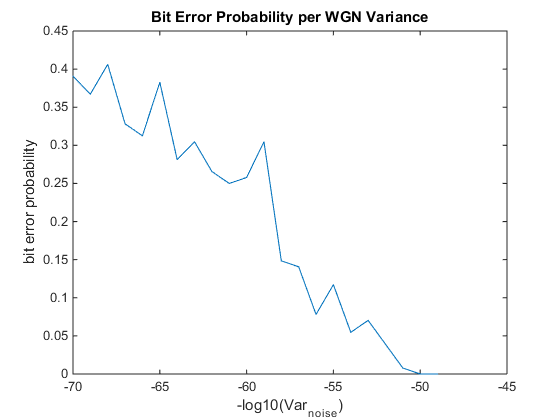 Bit Error Probability per WGN Variance
bit error probability
0.45
0.4
0.35
0.3
0.25
0.2
0.15
0.1
0.05
0
-70 -65 -60 -55 -50 -45
-log10(Var_noise)